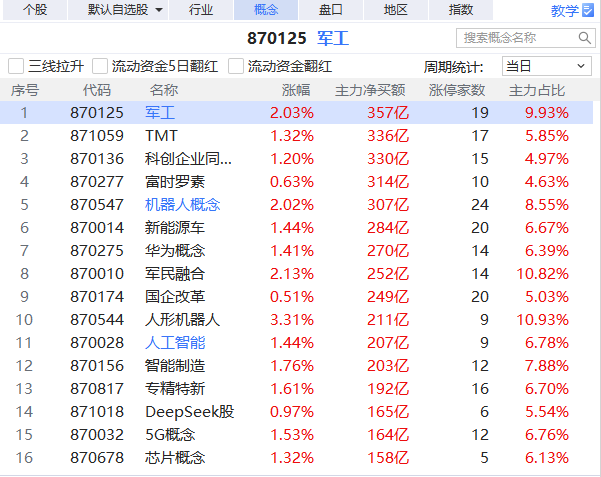 个股 默认自选股 行业 概念 盘口 地区 指数 教学
870125 军工 搜索概念名称
三线拉升 流动资金5日翻红 流动资金翻红 周期统计: 当日
序号 代码 名称 涨幅 主力净买额 涨停家数 主力占比
1 870125 军工 2.03% 357亿 19 9.93%
2 871059 TMT 1.32% 336亿 17 5.85%
3 870136 科创企业同... 1.20% 330亿 15 4.97%
4 870277 富时罗素 0.63% 314亿 10 4.63%
5 870547 机器人概念 2.02% 307亿 24 8.55%
6 870014 新能源车 1.44% 284亿 20 6.67%
7 870275 华为概念 1.41% 270亿 14 6.39%
8 870010 军民融合 2.13% 252亿 14 10.82%
9 870174 国企改革 0.51% 249亿 20 5.03%
10 870544 人形机器人 3.31% 211亿 9 10.93%
11 870028 人工智能 1.44% 207亿 9 6.78%
12 870156 智能制造 1.76% 203亿 12 7.88%
13 870817 专精特新 1.61% 192亿 16 6.70%
14 871018 DeepSeek股 0.97% 165亿 6 5.54%
15 870032 5G概念 1.53% 164亿 12 6.76%
16 870678 芯片概念 1.32% 158亿 5 6.13%